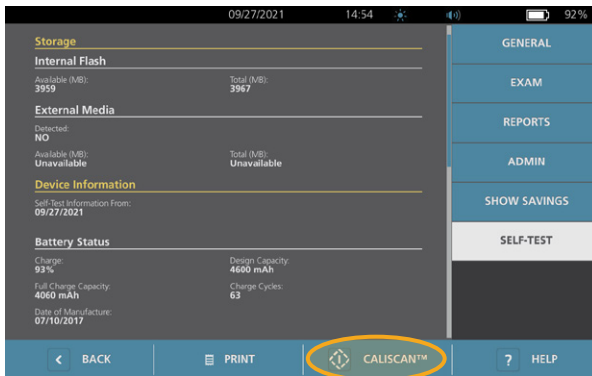 09/27/2021 14:54 92%
Storage
Internal Flash
Available (MB): Total (MB):
3959 3967
External Media
Detected:
NO
Available (MB): Total (MB):
Unavailable Unavailable
Device Information
Self-Test Information From:
09/27/2021
Battery Status
Charge: Design Capacity:
93% 4600 mAh
Full Charge Capacity: Charge Cycles:
4060 mAh 63
Date of Manufacture:
07/10/2017
GENERAL
EXAM
REPORTS
ADMIN
SHOW SAVINGS
SELF-TEST
BACK PRINT CALISCAN™ ? HELP